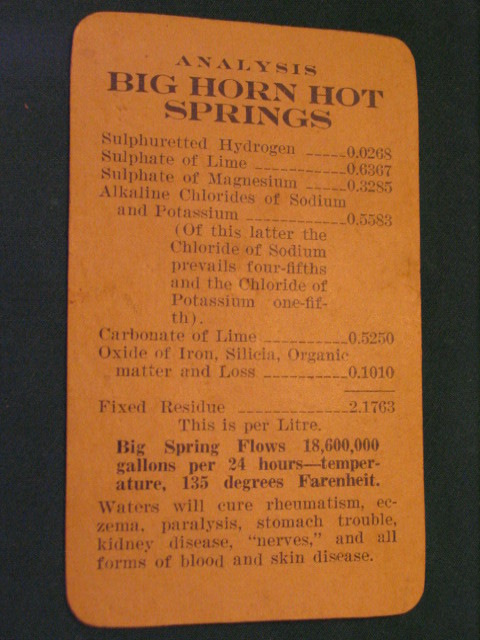 ANALYSIS
BIG HORN HOT
SPRINGS
Sulphuretted Hydrogen _____0.0268
Sulphate of Lime ___________0.6367
Sulphate of Magnesium _____0.3285
Alkaline Chlorides of Sodium
and Potassium ____________0.5583
(Of this latter the
Chloride of Sodium
prevails four-fifths
and the Chloride of
Potassium one-fif-
th).
Carbonate of Lime __________0.5250
Oxide of Iron, Silicia, Organic
matter and Loss __________0.1010
Fixed Residue _____________2.1763
This is per Litre.
Big Spring Flows 18,600,000
gallons per 24 hours—temper-
ature, 135 degrees Farenheit.
Waters will cure rheumatism, ec-
zema, paralysis, stomach trouble,
kidney disease, "nerves," and all
forms of blood and skin disease.